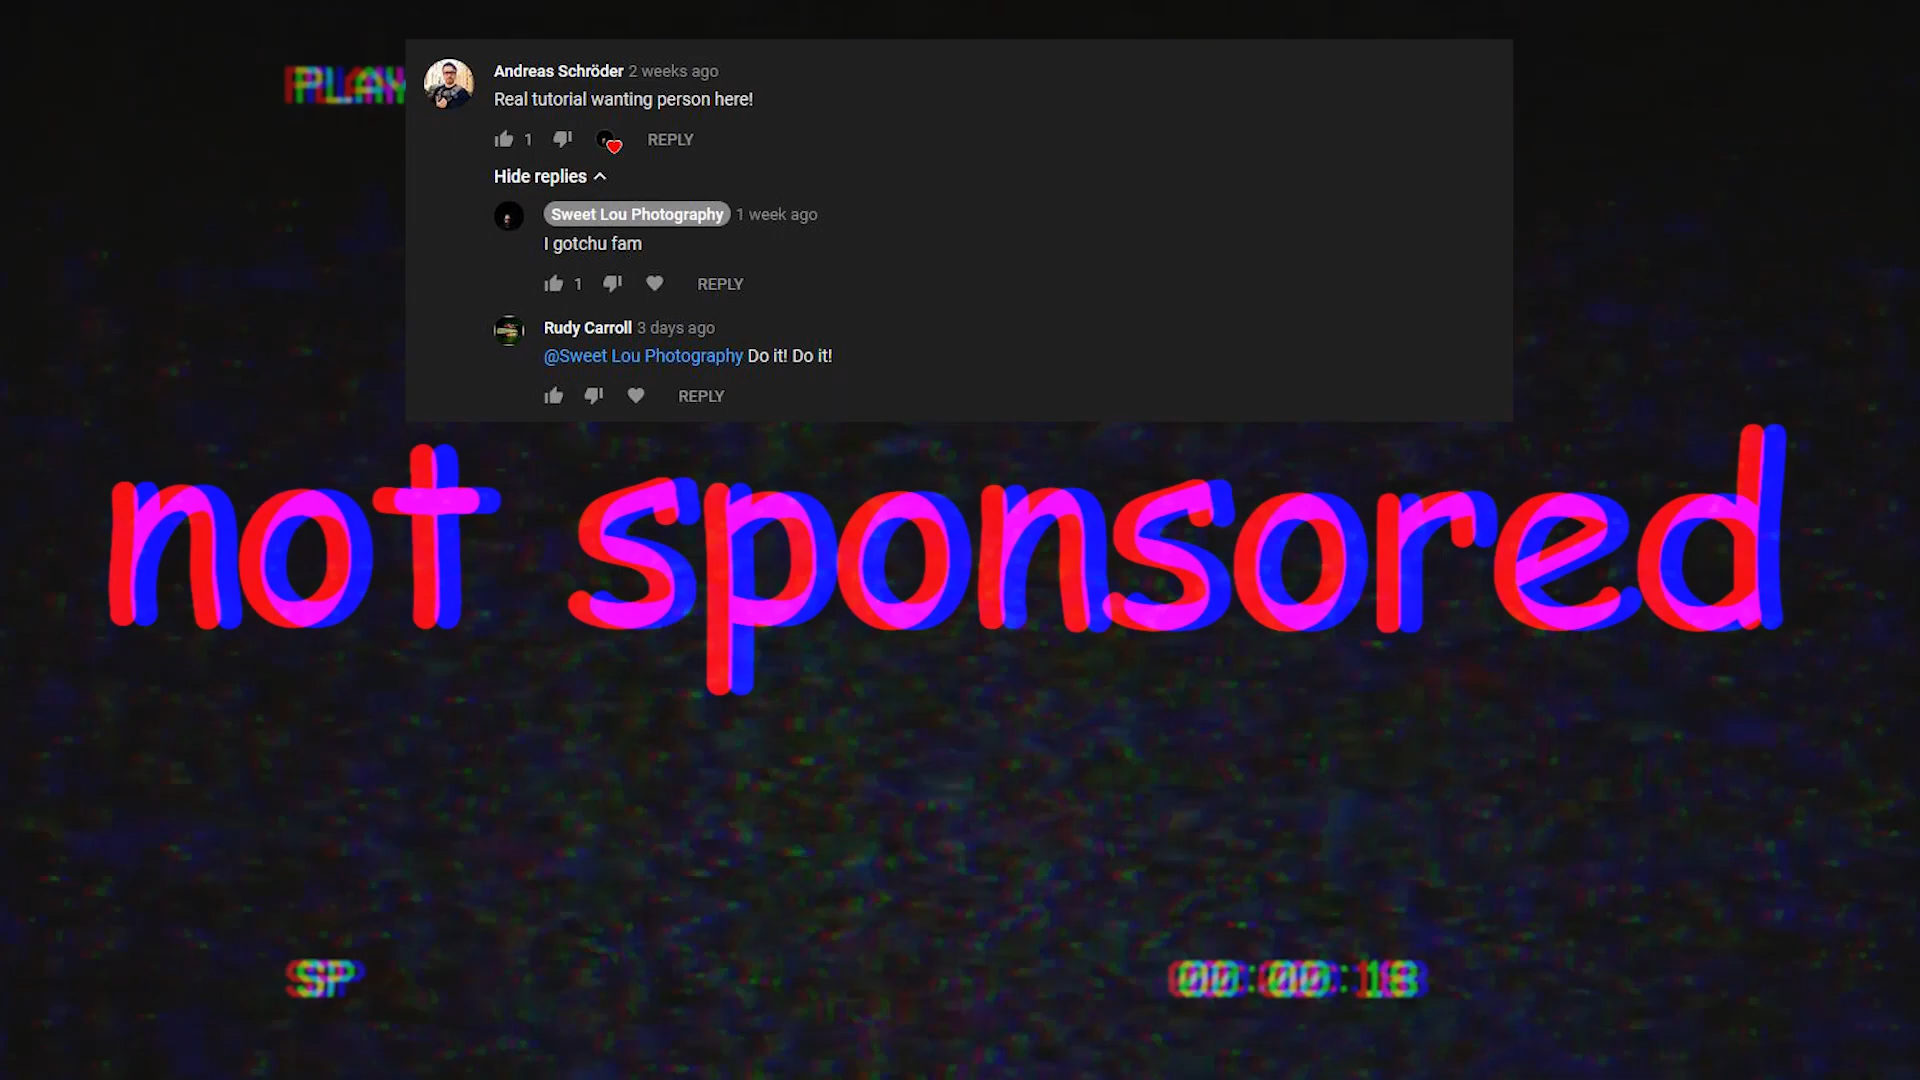 PLAY
Andreas Schröder 2 weeks ago
Real tutorial wanting person here!
1 REPLY
Hide replies
Sweet Lou Photography 1 week ago
I gotchu fam
1 REPLY
Rudy Carroll 3 days ago
@Sweet Lou Photography Do it! Do it!
REPLY
not sponsored
SP
00:00:18